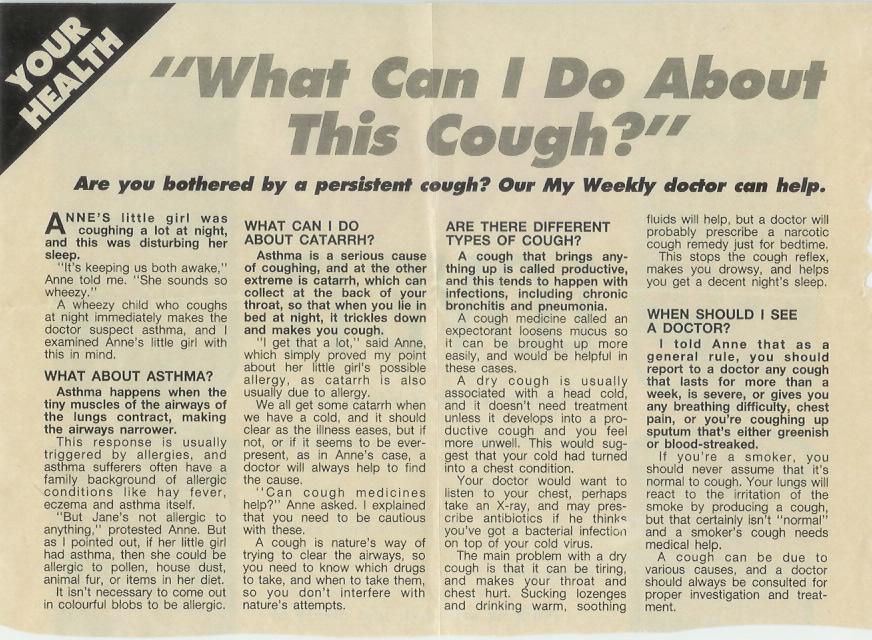 YOUR
HEALTH
"What Can I Do About
This Cough?"
Are you bothered by a persistent cough? Our My Weekly doctor can help.
ANNE'S little girl was
coughing a lot at night,
and this was disturbing her
sleep.
"It's keeping us both awake,"
Anne told me. "She sounds so
wheezy."
A wheezy child who coughs
at night immediately makes the
doctor suspect asthma, and I
examined Anne's little girl with
this in mind.
WHAT ABOUT ASTHMA?
Asthma happens when the
tiny muscles of the airways of
the lungs contract, making
the airways narrower.
This response is usually
triggered by allergies, and
asthma sufferers often have a
family background of allergic
conditions like hay fever,
eczema and asthma itself.
"But Jane's not allergic to
anything," protested Anne. But
as I pointed out, if her little girl
had asthma, then she could be
allergic to pollen, house dust,
animal fur, or items in her diet.
It isn't necessary to come out
in colourful blobs to be allergic.
WHAT CAN I DO
ABOUT CATARRH?
Asthma is a serious cause
of coughing, and at the other
extreme is catarrh, which can
collect at the back of your
throat, so that when you lie in
bed at night, it trickles down
and makes you cough.
"I get that a lot," said Anne,
which simply proved my point
about her little girl's possible
allergy, as catarrh is also
usually due to allergy.
We all get some catarrh when
we have a cold, and it should
clear as the illness eases, but if
not, or if it seems to be ever-
present, as in Anne's case, a
doctor will always help to find
the cause.
"Can cough medicines
help?" Anne asked. I explained
that you need to be cautious
with these.
A cough is nature's way of
trying to clear the airways, so
you need to know which drugs
to take, and when to take them,
so you don't interfere with
nature's attempts.
ARE THERE DIFFERENT
TYPES OF COUGH?
A cough that brings any-
thing up is called productive,
and this tends to happen with
infections, including chronic
bronchitis and pneumonia.
A cough medicine called an
expectorant loosens mucus so
it can be brought up more
easily, and would be helpful in
these cases.
A dry cough is usually
associated with a head cold,
and it doesn't need treatment
unless it develops into a pro-
ductive cough and you feel
more unwell. This would sug-
gest that your cold had turned
into a chest condition.
Your doctor would want to
listen to your chest, perhaps
take an X-ray, and may pres-
cribe antibiotics if he thinks
you've got a bacterial infection
on top of your cold virus.
The main problem with a dry
cough is that it can be tiring,
and makes your throat and
chest hurt. Sucking lozenges
and drinking warm, soothing
fluids will help, but a doctor will
probably prescribe a narcotic
cough remedy just for bedtime.
This stops the cough reflex,
makes you drowsy, and helps
you get a decent night's sleep.
WHEN SHOULD I SEE
A DOCTOR?
I told Anne that as a
general rule, you should
report to a doctor any cough
that lasts for more than a
week, is severe, or gives you
any breathing difficulty, chest
pain, or you're coughing up
sputum that's either greenish
or blood-streaked.
If you're a smoker, you
should never assume that it's
normal to cough. Your lungs will
react to the irritation of the
smoke by producing a cough,
but that certainly isn't "normal"
and a smoker's cough needs
medical help.
A cough can be due to
various causes, and a doctor
should always be consulted for
proper investigation and treat-
ment.